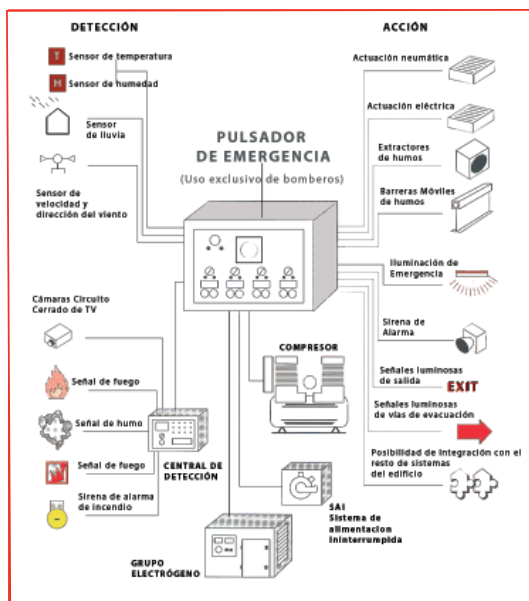 DETECCIÓN
T
Sensor de temperatura
H
Sensor de humedad
Sensor
de lluvia
Sensor de
velocidad y
dirección del viento
PULSADOR
DE EMERGENCIA
(Uso exclusivo de bomberos)
ACCIÓN
Actuación neumática
Actuación eléctrica
Extractores
de humos
Barreras Móviles
de humos
Iluminación de
Emergencia
Sirena de
Alarma
Señales luminosas
de salida
EXIT
Señales luminosas
de vías de evacuación
Posibilidad de integración con el
resto de sistemas
del edificio
Cámaras Circuito
Cerrado de TV
Señal de fuego
Señal de humo
Señal de fuego
Sirena de alarma
de incendio
CENTRAL DE
DETECCIÓN
COMPRESOR
SAI
Sistema de
alimentacion
Ininterrumpida
GRUPO
ELECTRÓGENO